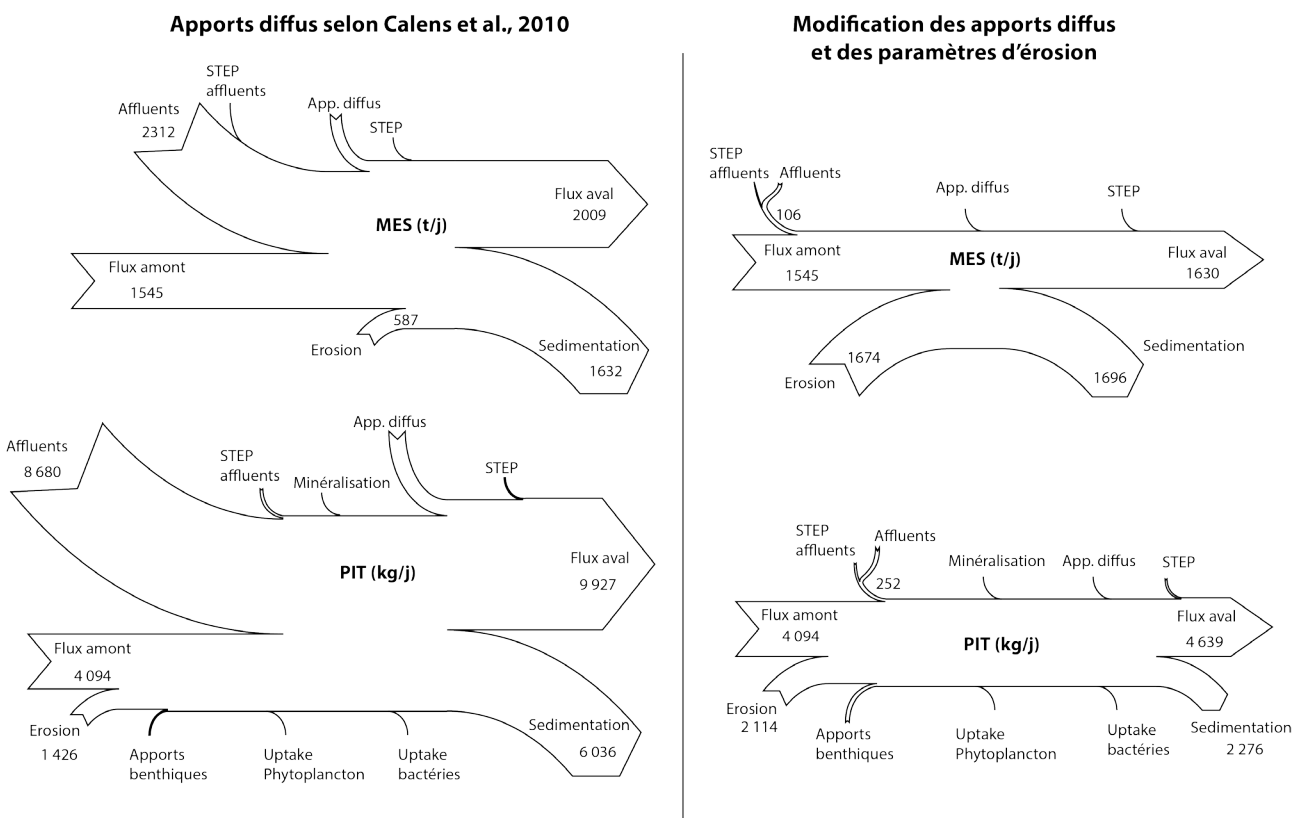 Apports diffus selon Calens et al., 2010
STEP
affluents
Affluents
2312
App. diffus
STEP
Flux aval
2009
MES (t/j)
Flux amont
1545
587
Erosion
Sedimentation
1632
Affluents
8 680
STEP
affluents
Minéralisation
App. diffus
STEP
Flux aval
9 927
PIT (kg/j)
Flux amont
4 094
Erosion
1 426
Apports
benthiques
Uptake
Phytoplancton
Uptake
bactéries
Sedimentation
6 036
Modification des apports diffus
et des paramètres d'érosion
STEP
affluents
Affluents
106
App. diffus
STEP
Flux amont
1545
MES (t/j)
Flux aval
1630
1674
Erosion
Sedimentation
1696
STEP
affluents
Affluents
252
Minéralisation
App. diffus
STEP
Flux amont
4 094
PIT (kg/j)
Flux aval
4 639
Erosion
2 114
Apports
benthiques
Uptake
Phytoplancton
Uptake
bactéries
Sedimentation
2 276